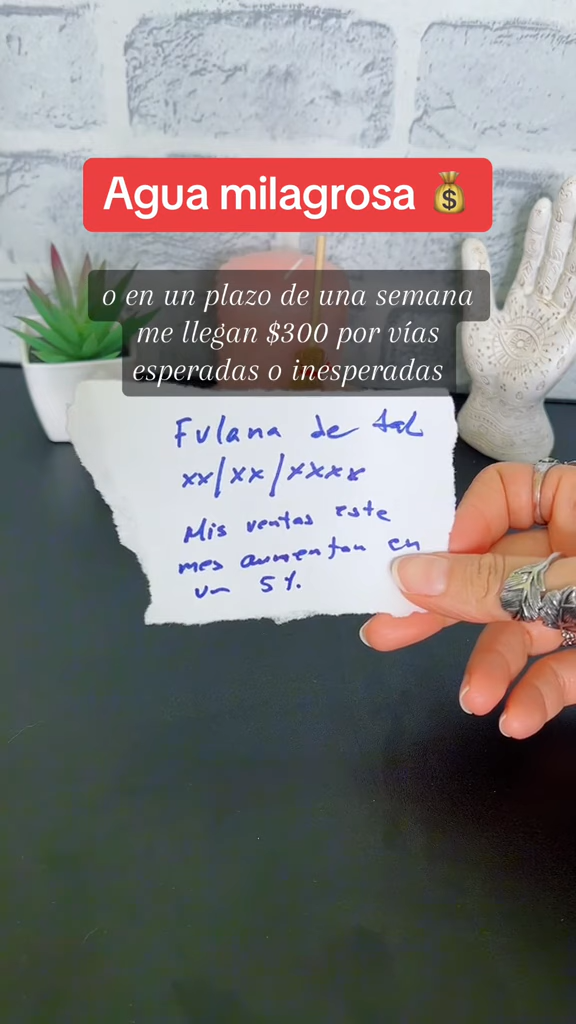 Agua milagrosa 💰
o en un plazo de una semana
me llegan $300 por vías
esperadas o inesperadas
Fulana de tal
xx/xx/xxxx
Mis ventas este
mes aumentan en
un 5%.